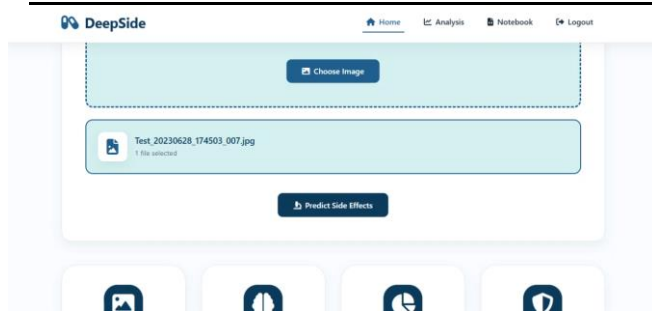 DeepSide
Home Analysis Notebook Logout
Choose Image
Test_20230628_174503_007.jpg
1 file selected
Predict Side Effects